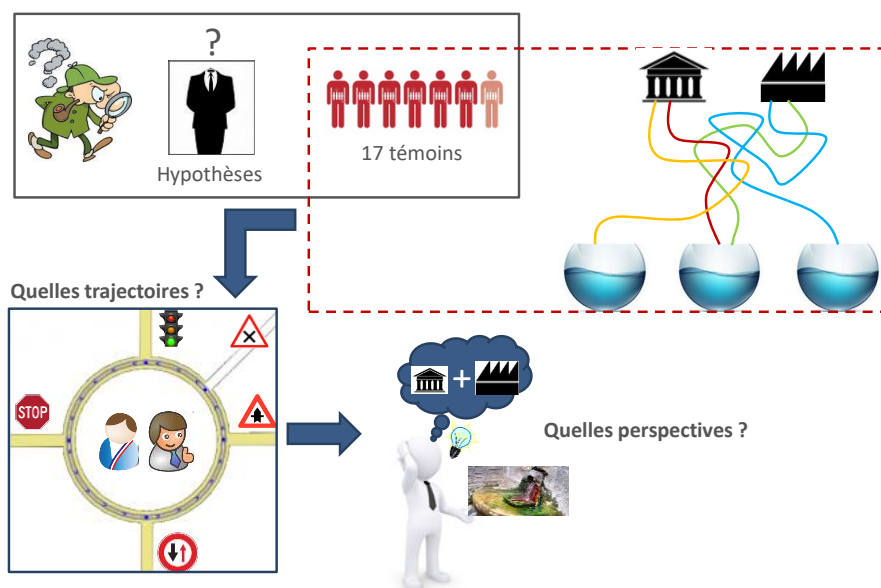 ?
17 témoins
Hypothèses
Quelles trajectoires ?
STOP
Quelles perspectives ?